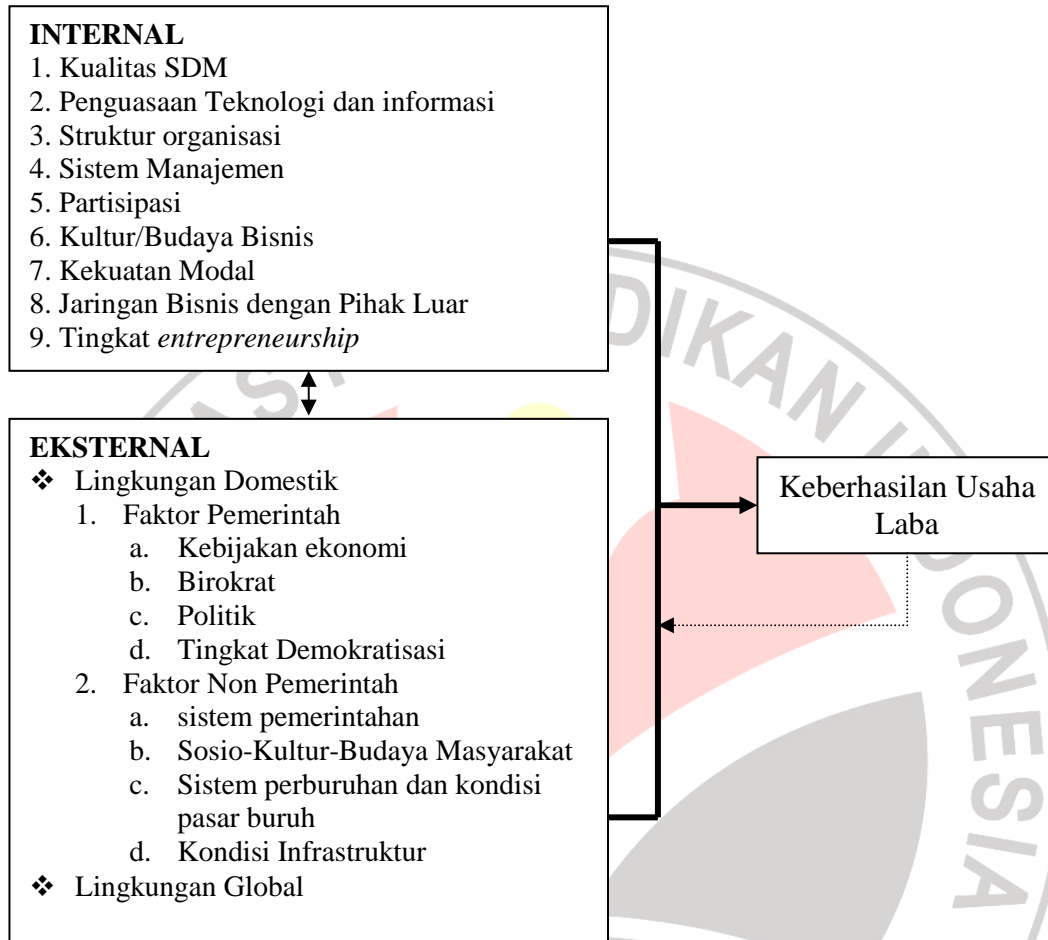 INTERNAL
1. Kualitas SDM
2. Penguasaan Teknologi dan informasi
3. Struktur organisasi
4. Sistem Manajemen
5. Partisipasi
6. Kultur/Budaya Bisnis
7. Kekuatan Modal
8. Jaringan Bisnis dengan Pihak Luar
9. Tingkat entrepreneurship
EKSTERNAL
❖ Lingkungan Domestik
1. Faktor Pemerintah
a. Kebijakan ekonomi
b. Birokrat
c. Politik
d. Tingkat Demokratisasi
2. Faktor Non Pemerintah
a. sistem pemerintahan
b. Sosio-Kultur-Budaya Masyarakat
c. Sistem perburuhan dan kondisi
pasar buruh
d. Kondisi Infrastruktur
❖ Lingkungan Global
Keberhasilan Usaha
Laba